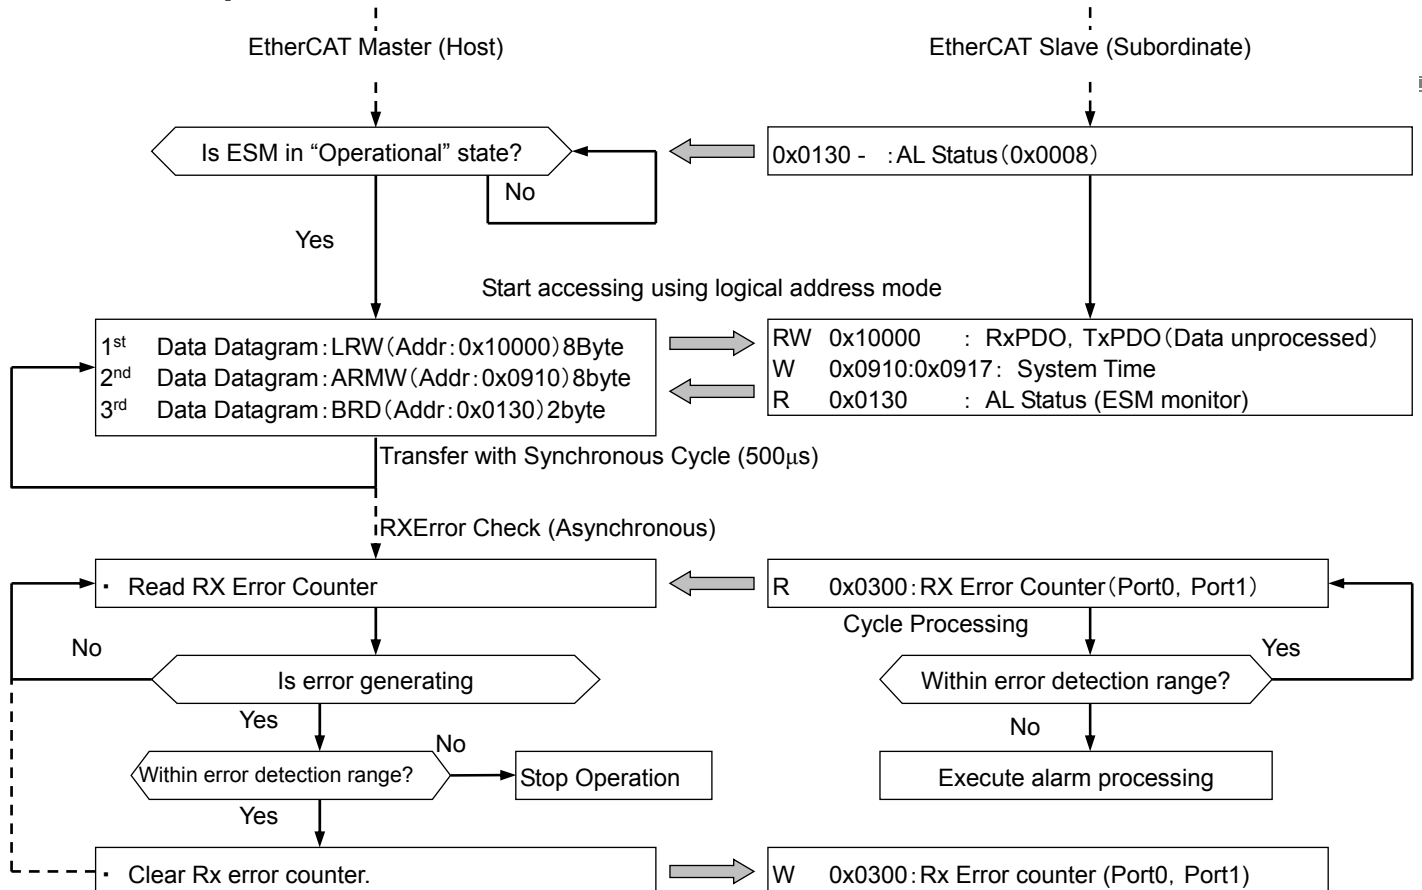 EtherCAT Master (Host)
EtherCAT Slave (Subordinate)
Is ESM in “Operational” state?
0x0130 - :AL Status(0x0008)
No
Yes
Start accessing using logical address mode
1st Data Datagram:LRW(Addr:0x10000)8Byte
2nd Data Datagram:ARMW(Addr:0x0910)8byte
3rd Data Datagram:BRD(Addr:0x0130)2byte
RW 0x10000 : RxPDO, TxPDO(Data unprocessed)
W 0x0910:0x0917: System Time
R 0x0130 : AL Status (ESM monitor)
Transfer with Synchronous Cycle (500μs)
RXError Check (Asynchronous)
· Read RX Error Counter
R 0x0300:RX Error Counter(Port0, Port1)
Cycle Processing
No
Yes
Is error generating
Within error detection range?
Yes
No
No
Within error detection range?
Stop Operation
Execute alarm processing
Yes
· Clear Rx error counter.
W 0x0300:Rx Error counter (Port0, Port1)